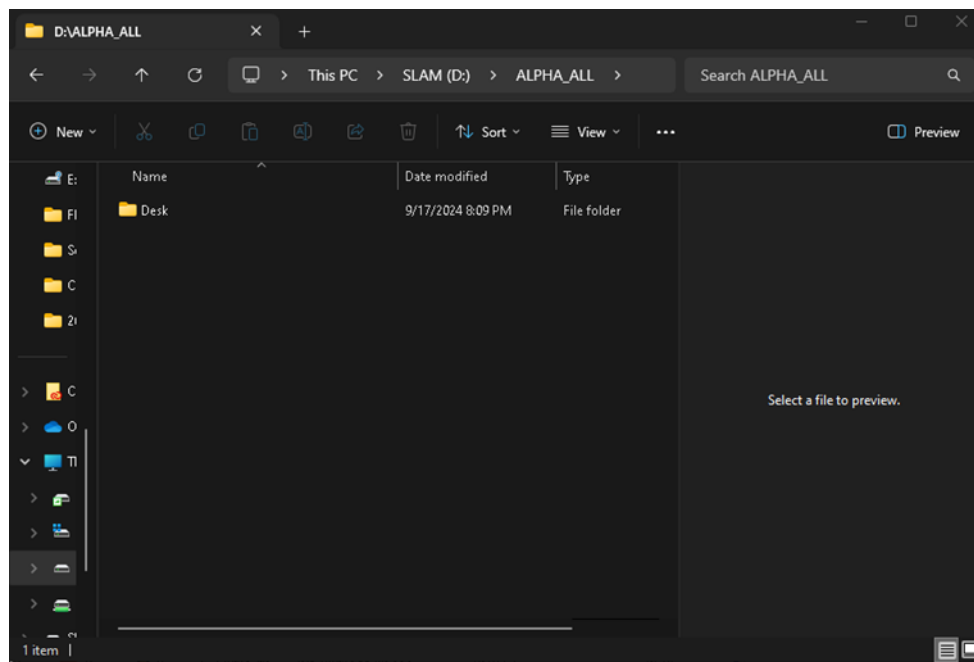 D:\ALPHA_ALL
This PC > SLAM (D:) > ALPHA_ALL >
Search ALPHA_ALL
New
Sort
View
Preview
Name
Date modified
Type
E:
Desk
9/17/2024 8:09 PM
File folder
C
C
O
Select a file to preview.
1 item